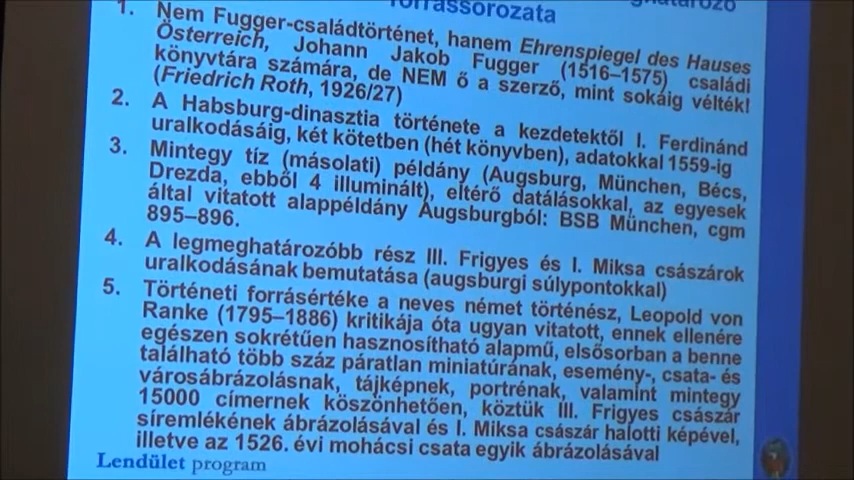 forrássorozata
1. Nem Fugger-családtörténet, hanem Ehrenspiegel des Hauses
Österreich, Johann Jakob Fugger (1516–1575) családi
könyvtára számára, de NEM ő a szerző, mint sokáig vélték!
(Friedrich Roth, 1926/27)
2. A Habsburg-dinasztia története a kezdetektől I. Ferdinánd
uralkodásáig, két kötetben (hét könyvben), adatokkal 1559-ig
3. Mintegy tíz (másolati) példány (Augsburg, München, Bécs,
Drezda, ebből 4 illuminált), eltérő datálásokkal, az egyesek
által vitatott alappéldány Augsburgból: BSB München, cgm
895–896.
4. A legmeghatározóbb rész III. Frigyes és I. Miksa császárok
uralkodásának bemutatása (augsburgi súlypontokkal)
5. Történeti forrásértéke a neves német történész, Leopold von
Ranke (1795–1886) kritikája óta ugyan vitatott, ennek ellenére
egészen sokrétűen hasznosítható alapmű, elsősorban a benne
található több száz páratlan miniatúrának, esemény-, csata- és
városábrázolásnak, tájképnek, portrénak, valamint mintegy
15000 címernek köszönhetően, köztük III. Frigyes császár
síremlékének ábrázolásával és I. Miksa császár halotti képével,
illetve az 1526. évi mohácsi csata egyik ábrázolásával
Lendület program